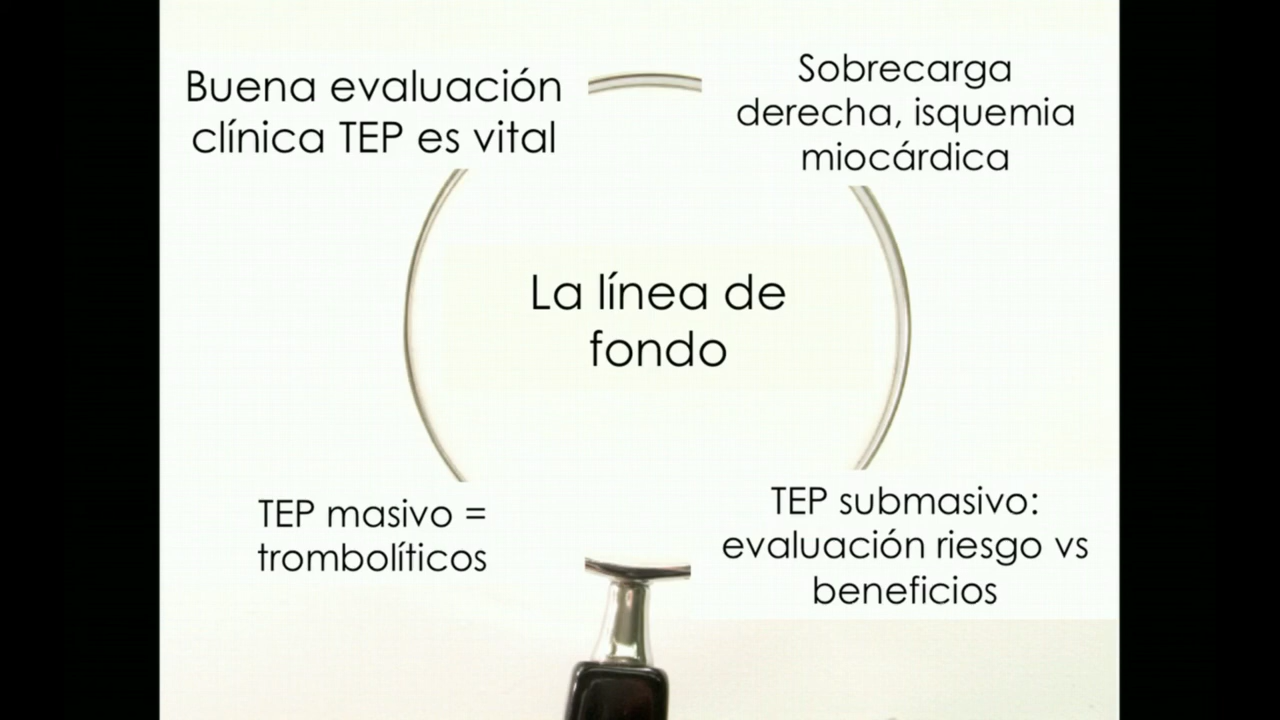 Buena evaluación
clínica TEP es vital
Sobrecarga
derecha, isquemia
miocárdica
La línea de
fondo
TEP masivo =
trombolíticos
TEP submasivo:
evaluación riesgo vs
beneficios